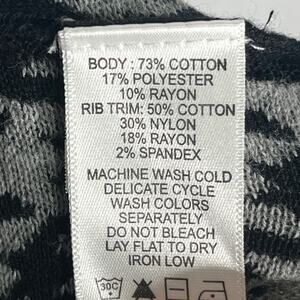 BODY : 73% COTTON
17% POLYESTER
10% RAYON
RIB TRIM: 50% COTTON
30% NYLON
18% RAYON
2% SPANDEX
MACHINE WASH COLD
DELICATE CYCLE
WASH COLORS
SEPARATELY
DO NOT BLEACH
LAY FLAT TO DRY
IRON LOW
30C